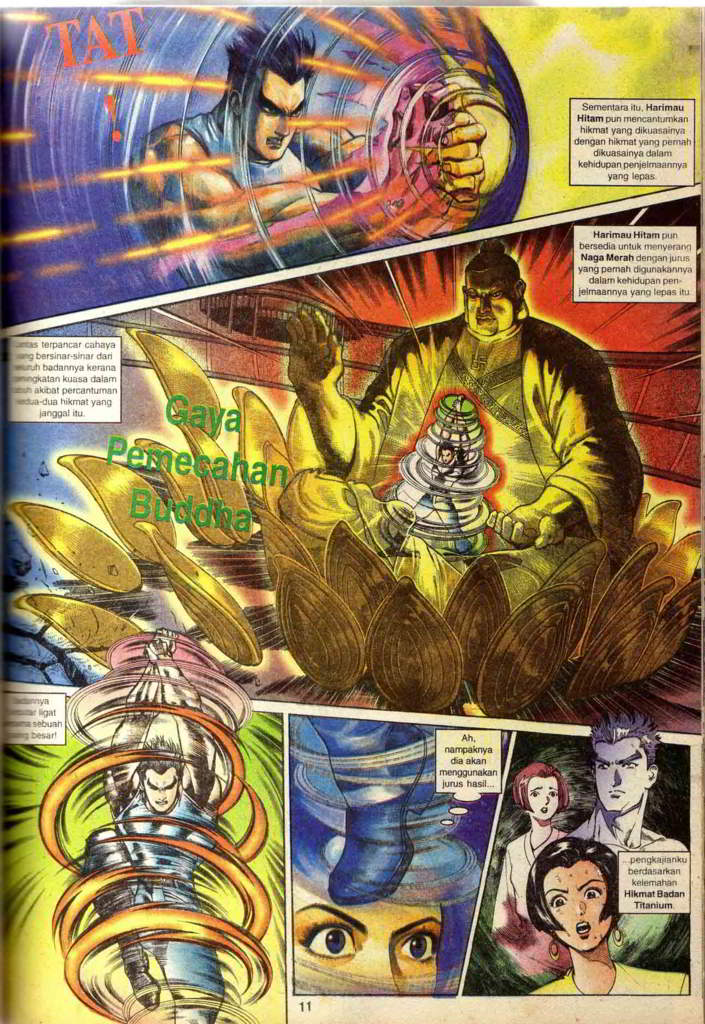 TAT
!
Sementara itu, Harimau
Hitam pun mencantumkan
hikmat yang dikuasainya
dengan hikmat yang pernah
dikuasainya dalam
kehidupan penjelmaannya
yang lepas.
Harimau Hitam pun
bersedia untuk menyerang
Naga Merah dengan jurus
yang pernah digunakannya
dalam kehidupan pen-
jelmaannya yang lepas itu.
terpancar cahaya
bersinar-sinar dari
badannya kerana
kuasa dalam
akibat percantuman
hikmat yang
janggal itu.
Gaya
Pemecahan
Buddha
ligat
sebuah
besar!
Ah,
nampaknya
dia akan
menggunakan
jurus hasil...
...pengkajianku
berdasarkan
kelemahan
Hikmat Badan
Titanium.
11